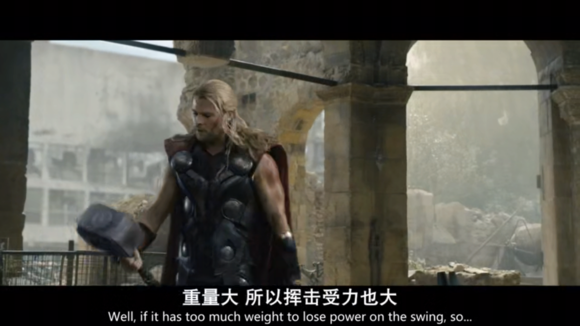 重量大 所以挥击受力也大
Well, if it has too much weight to lose power on the swing, so...